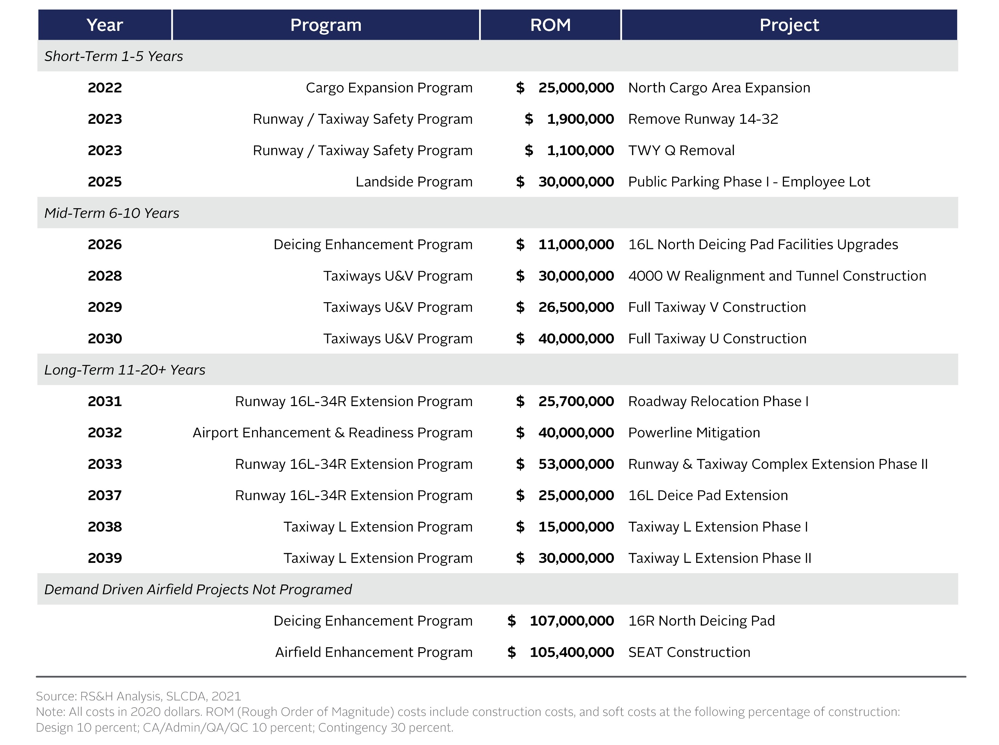 Year Program ROM Project
Short-Term 1-5 Years
2022 Cargo Expansion Program $ 25,000,000 North Cargo Area Expansion
2023 Runway / Taxiway Safety Program $ 1,900,000 Remove Runway 14-32
2023 Runway / Taxiway Safety Program $ 1,100,000 TWY Q Removal
2025 Landside Program $ 30,000,000 Public Parking Phase I - Employee Lot
Mid-Term 6-10 Years
2026 Deicing Enhancement Program $ 11,000,000 16L North Deicing Pad Facilities Upgrades
2028 Taxiways U&V Program $ 30,000,000 4000 W Realignment and Tunnel Construction
2029 Taxiways U&V Program $ 26,500,000 Full Taxiway V Construction
2030 Taxiways U&V Program $ 40,000,000 Full Taxiway U Construction
Long-Term 11-20+ Years
2031 Runway 16L-34R Extension Program $ 25,700,000 Roadway Relocation Phase I
2032 Airport Enhancement & Readiness Program $ 40,000,000 Powerline Mitigation
2033 Runway 16L-34R Extension Program $ 53,000,000 Runway & Taxiway Complex Extension Phase II
2037 Runway 16L-34R Extension Program $ 25,000,000 16L Deice Pad Extension
2038 Taxiway L Extension Program $ 15,000,000 Taxiway L Extension Phase I
2039 Taxiway L Extension Program $ 30,000,000 Taxiway L Extension Phase II
Demand Driven Airfield Projects Not Programed
Deicing Enhancement Program $ 107,000,000 16R North Deicing Pad
Airfield Enhancement Program $ 105,400,000 SEAT Construction
Source: RS&H Analysis, SLCDA, 2021
Note: All costs in 2020 dollars. ROM (Rough Order of Magnitude) costs include construction costs, and soft costs at the following percentage of construction:
Design 10 percent; CA/Admin/QA/QC 10 percent; Contingency 30 percent.